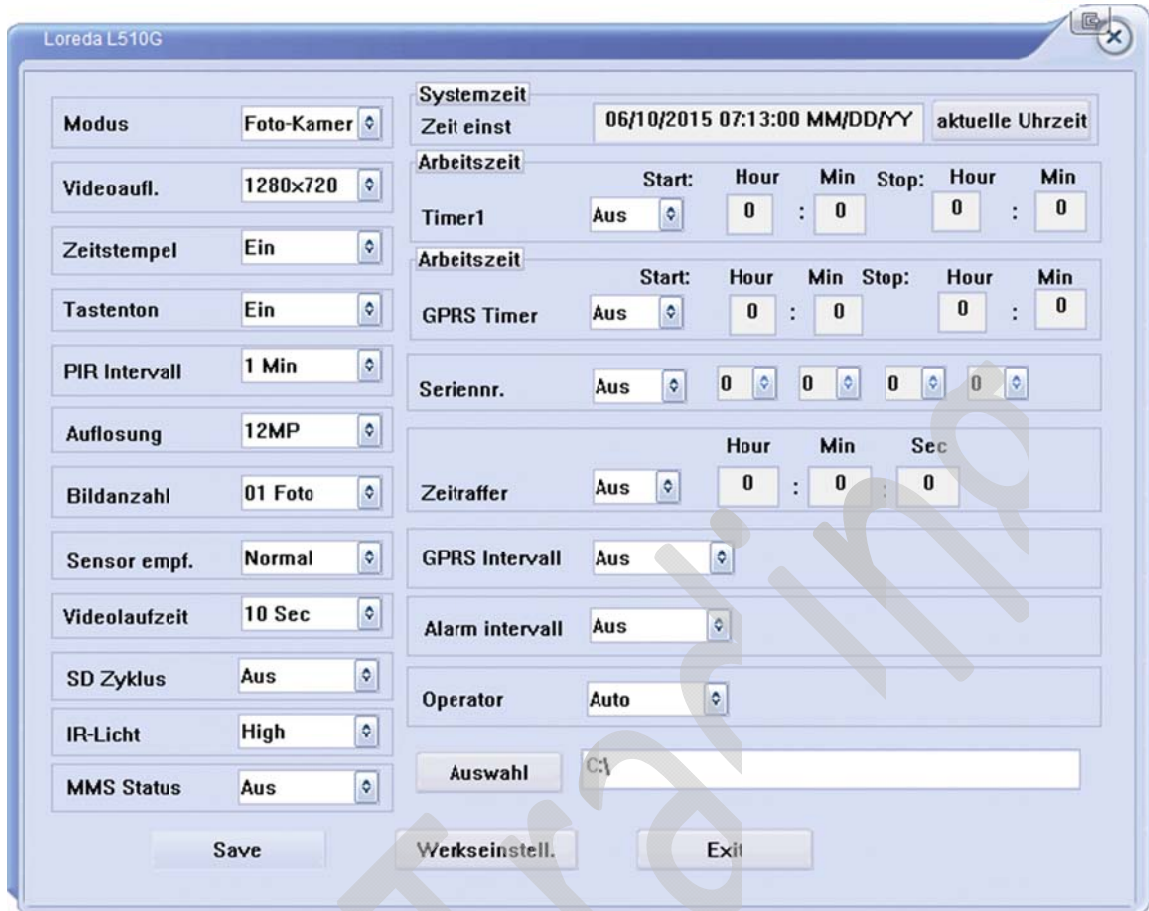 Loreda L510G
Modus Foto-Kamer
Videoaufl. 1280×720
Zeitstempel Ein
Tastenton Ein
PIR Intervall 1 Min
Auflosung 12MP
Bildanzahl 01 Foto
Sensor empf. Normal
Videolaufzeit 10 Sec
SD Zyklus Aus
IR-Licht High
MMS Status Aus
Systemzeit
Zeit einst 06/10/2015 07:13:00 MM/DD/YY aktuelle Uhrzeit
Arbeitszeit
Start: Hour Min Stop: Hour Min
Timer1 Aus 0 : 0 0 : 0
Arbeitszeit
Start: Hour Min Stop: Hour Min
GPRS Timer Aus 0 : 0 0 : 0
Seriennr. Aus 0 0 0 0
Hour Min Sec
Zeitraffer Aus 0 : 0 : 0
GPRS Intervall Aus
Alarm intervall Aus
Operator Auto
Auswahl C:\
Save Werkseinstell. Exit